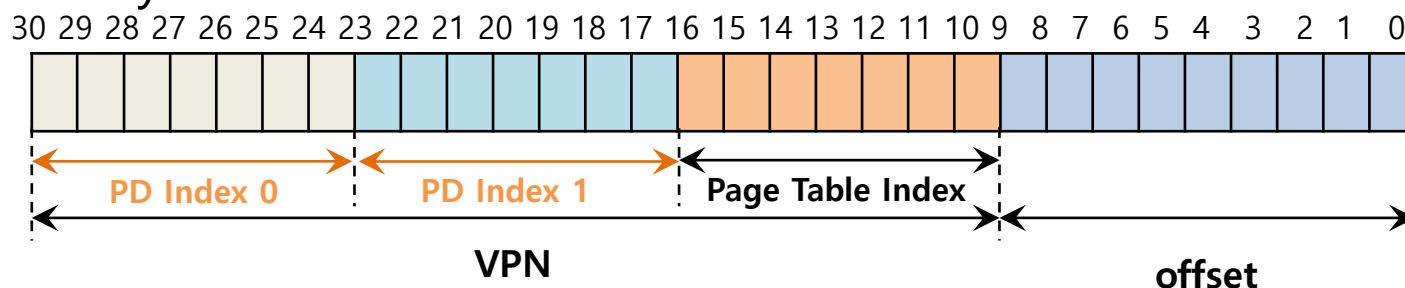 30 29 28 27 26 25 24 23 22 21 20 19 18 17 16 15 14 13 12 11 10 9 8 7 6 5 4 3 2 1 0
PD Index 0 PD Index 1 Page Table Index
VPN offset